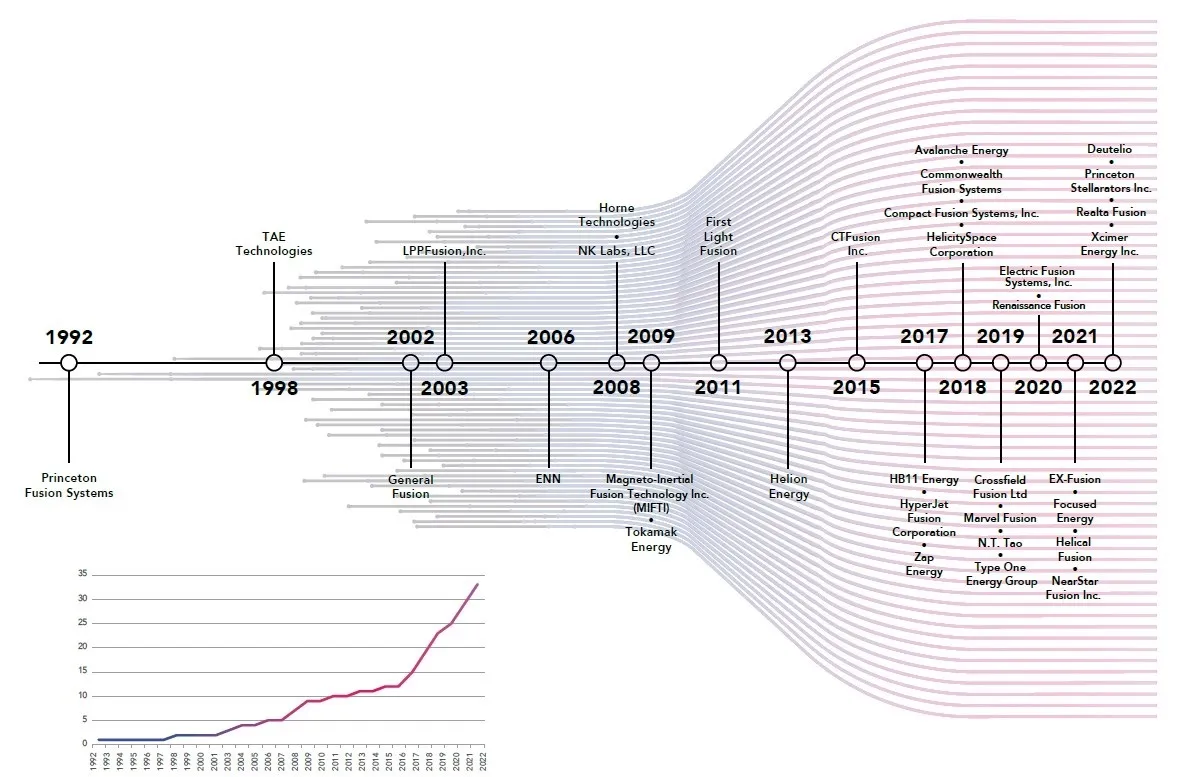 Avalanche Energy
•
Commonwealth
Fusion Systems
•
Compact Fusion Systems, Inc.
•
HelicitySpace
Corporation
Deutelio
•
Princeton
Stellarators Inc.
•
Realta Fusion
•
Xcimer
Energy Inc.
Horne
Technologies
•
NK Labs, LLC
First
Light
Fusion
TAE
Technologies
LPPFusion,Inc.
CTFusion
Inc.
Electric Fusion
Systems, Inc.
•
Renaissance Fusion
1992
2002
2006
2009
2013
2017
2019
2021
1998
2003
2008
2011
2015
2018
2020
2022
Princeton
Fusion Systems
General
Fusion
ENN
Magneto-Inertial
Fusion Technology Inc.
(MIFTI)
•
Tokamak
Energy
Helion
Energy
HB11 Energy
•
HyperJet
Fusion
Corporation
•
Zap
Energy
Crossfield
Fusion Ltd
•
Marvel Fusion
•
N.T. Tao
•
Type One
Energy Group
EX-Fusion
•
Focused
Energy
•
Helical
Fusion
•
NearStar
Fusion Inc.
35
30
25
20
15
10
5
0
1992
1993
1994
1995
1996
1997
1998
1999
2000
2001
2002
2003
2004
2005
2006
2007
2008
2009
2010
2011
2012
2013
2014
2015
2016
2017
2018
2019
2020
2021
2022